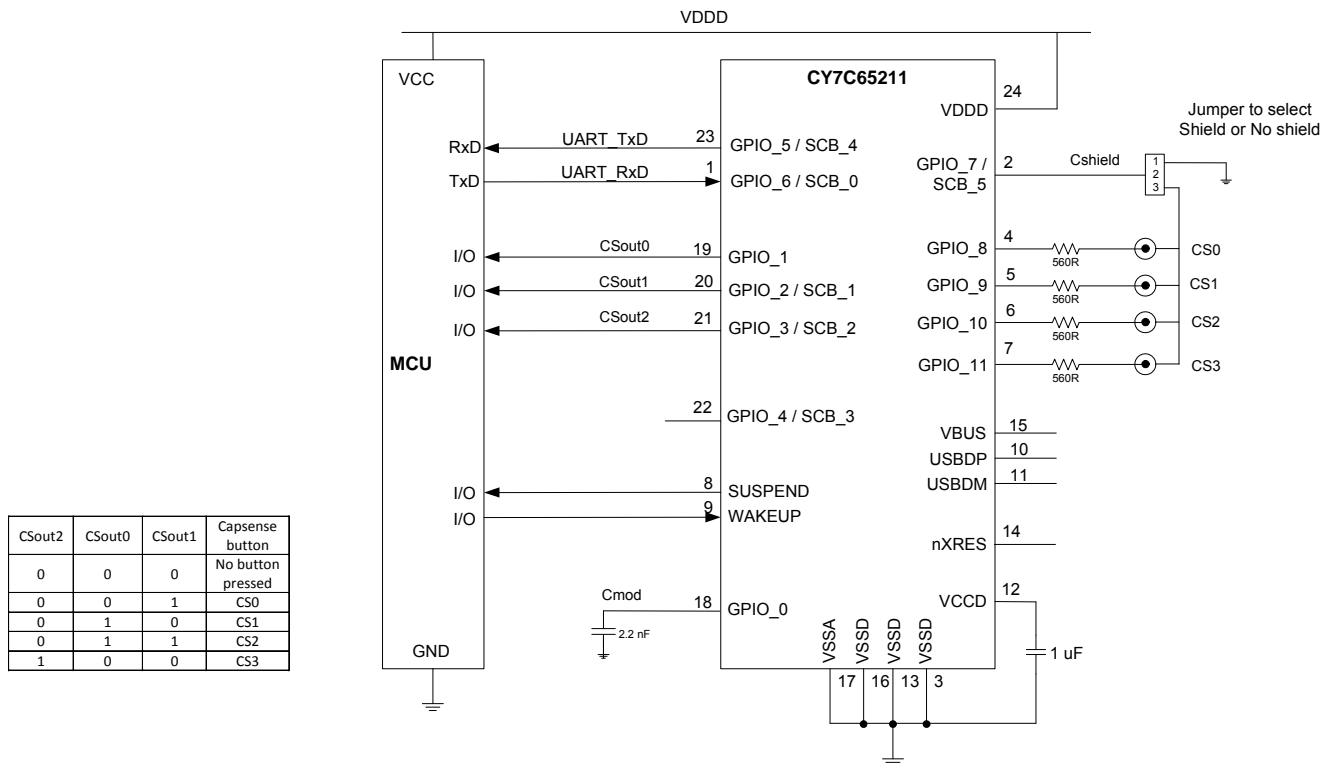 VDDD
VCC
CY7C65211
24
VDDD
Jumper to select
Shield or No shield
RxD
UART_TxD
23
GPIO_5 / SCB_4
TxD
UART_RxD
1
GPIO_6 / SCB_0
GPIO_7 /
SCB_5
2
Cshield
1
2
3
I/O
CSout0
19
GPIO_1
GPIO_8
4
560R
CS0
I/O
CSout1
20
GPIO_2 / SCB_1
GPIO_9
5
560R
CS1
I/O
CSout2
21
GPIO_3 / SCB_2
GPIO_10
6
560R
CS2
MCU
GPIO_11
7
560R
CS3
22
GPIO_4 / SCB_3
VBUS
15
USBDP
10
USBDM
11
I/O
8
SUSPEND
I/O
9
WAKEUP
nXRES
14
Cmod
2.2 nF
18
GPIO_0
VCCD
12
1 uF
GND
VSSA
VSSD
VSSD
VSSD
17
16
13
3
CSout2 CSout0 CSout1 Capsense
button
0 0 0 No button
pressed
0 0 1 CS0
0 1 0 CS1
0 1 1 CS2
1 0 0 CS3